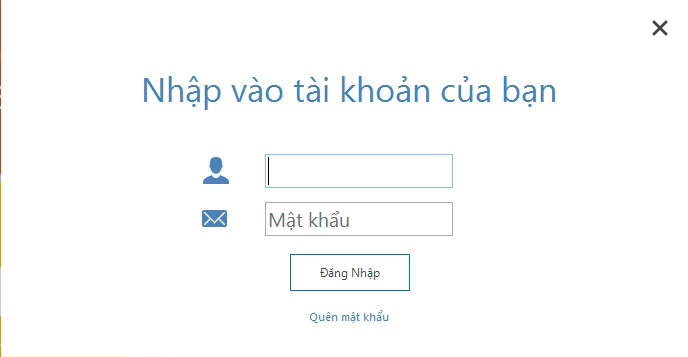 Nhập vào tài khoản của bạn
Mật khẩu
Đăng Nhập
Quên mật khẩu